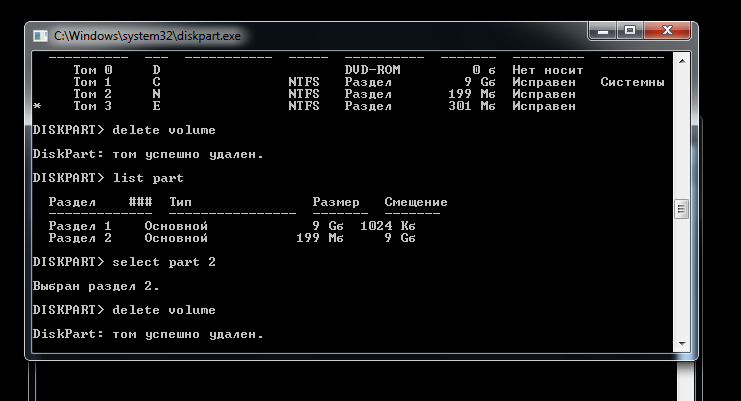 C:\Windows\system32\diskpart.exe
---------- --- ----------- ----- ---------- ------- --------- --------
Том 0 D DVD-ROM 0 б Нет носит
Том 1 C NTFS Раздел 9 Gб Исправен Системны
Том 2 N NTFS Раздел 199 Мб Исправен
* Том 3 E NTFS Раздел 301 Мб Исправен
DISKPART> delete volume
DiskPart: том успешно удален.
DISKPART> list part
Раздел ### Тип Размер Смещение
------------- ---------------- ------- -------
Раздел 1 Основной 9 Gб 1024 Кб
Раздел 2 Основной 199 Мб 9 Gб
DISKPART> select part 2
Выбран раздел 2.
DISKPART> delete volume
DiskPart: том успешно удален.